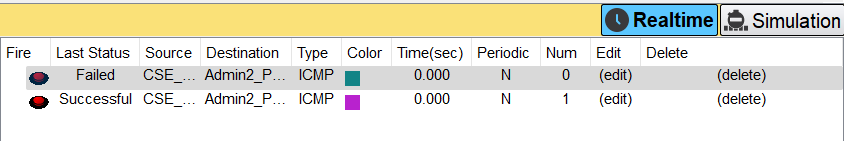 Realtime Simulation
Fire Last Status Source Destination Type Color Time(sec) Periodic Num Edit Delete
Failed CSE_... Admin2_P... ICMP 0.000 N 0 (edit) (delete)
Successful CSE_... Admin2_P... ICMP 0.000 N 1 (edit) (delete)